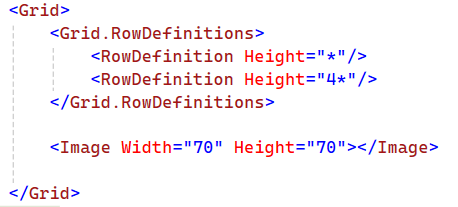 <Grid>
    <Grid.RowDefinitions>
        <RowDefinition Height="*"/>
        <RowDefinition Height="4*"/>
    </Grid.RowDefinitions>

    <Image Width="70" Height="70"></Image>

</Grid>